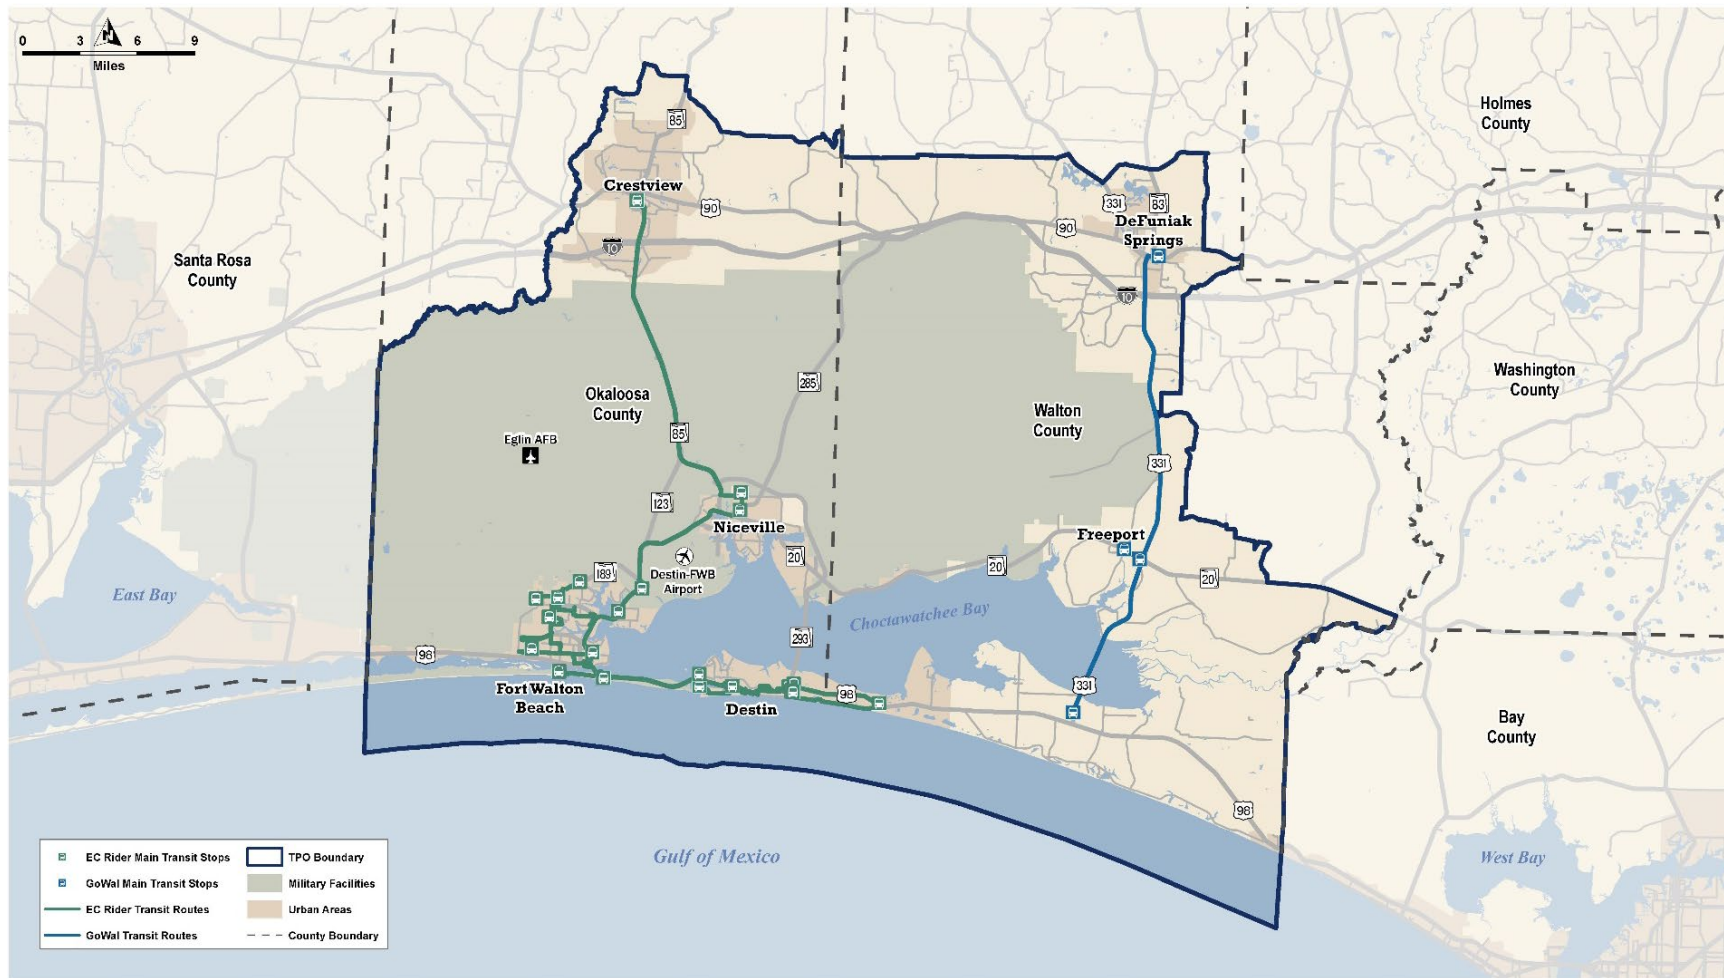 N
0 3 6 9
Miles
Holmes
County
85
Crestview
90
331
83
DeFuniak
Springs
90
10
Santa Rosa
County
10
Washington
County
285
Okaloosa
County
Walton
County
85
Eglin AFB
331
123
Niceville
Freeport
20
189
Destin-FWB
Airport
20
20
East Bay
Choctawatchee Bay
293
98
331
98
Fort Walton
Beach
Destin
Bay
County
98
Gulf of Mexico
West Bay
EC Rider Main Transit Stops
GoWal Main Transit Stops
EC Rider Transit Routes
GoWal Transit Routes
TPO Boundary
Military Facilities
Urban Areas
County Boundary